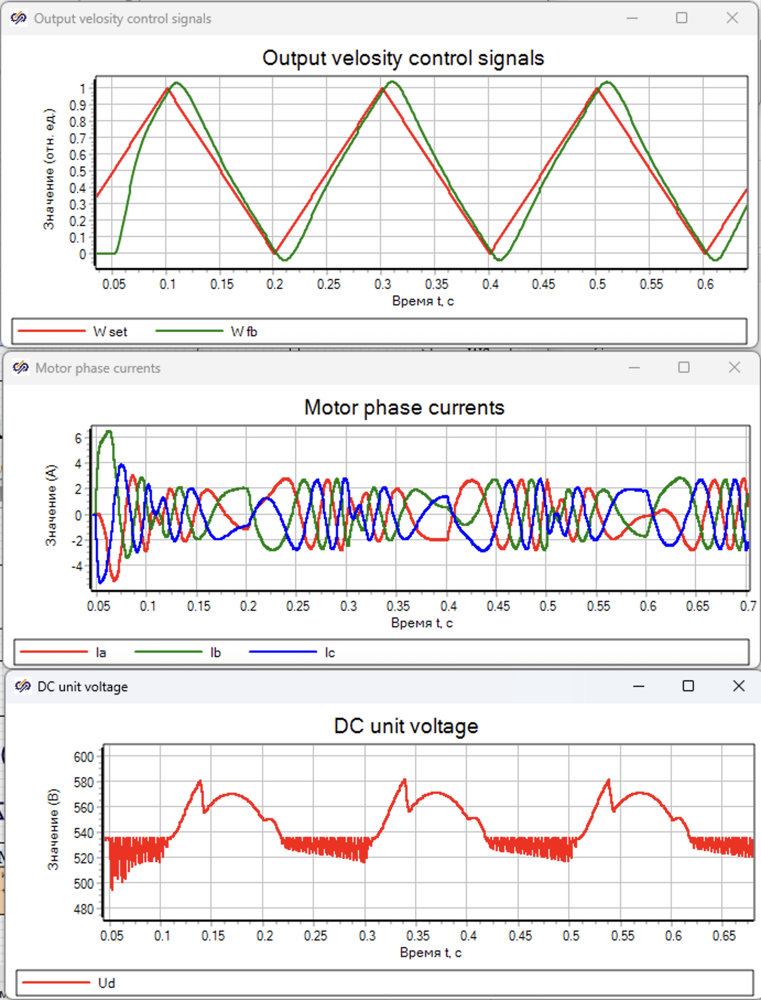 Output velosity control signals
Output velosity control signals
Значение (отн. ед.)
1
0.9
0.8
0.7
0.6
0.5
0.4
0.3
0.2
0.1
0
0.05 0.1 0.15 0.2 0.25 0.3 0.35 0.4 0.45 0.5 0.55 0.6
Время t, с
W set W fb
Motor phase currents
Motor phase currents
Значение (А)
6
4
2
0
-2
-4
0.05 0.1 0.15 0.2 0.25 0.3 0.35 0.4 0.45 0.5 0.55 0.6 0.65 0.7
Время t, с
Ia Ib Ic
DC unit voltage
DC unit voltage
Значение (В)
600
580
560
540
520
500
480
0.05 0.1 0.15 0.2 0.25 0.3 0.35 0.4 0.45 0.5 0.55 0.6 0.65
Время t, с
Ud